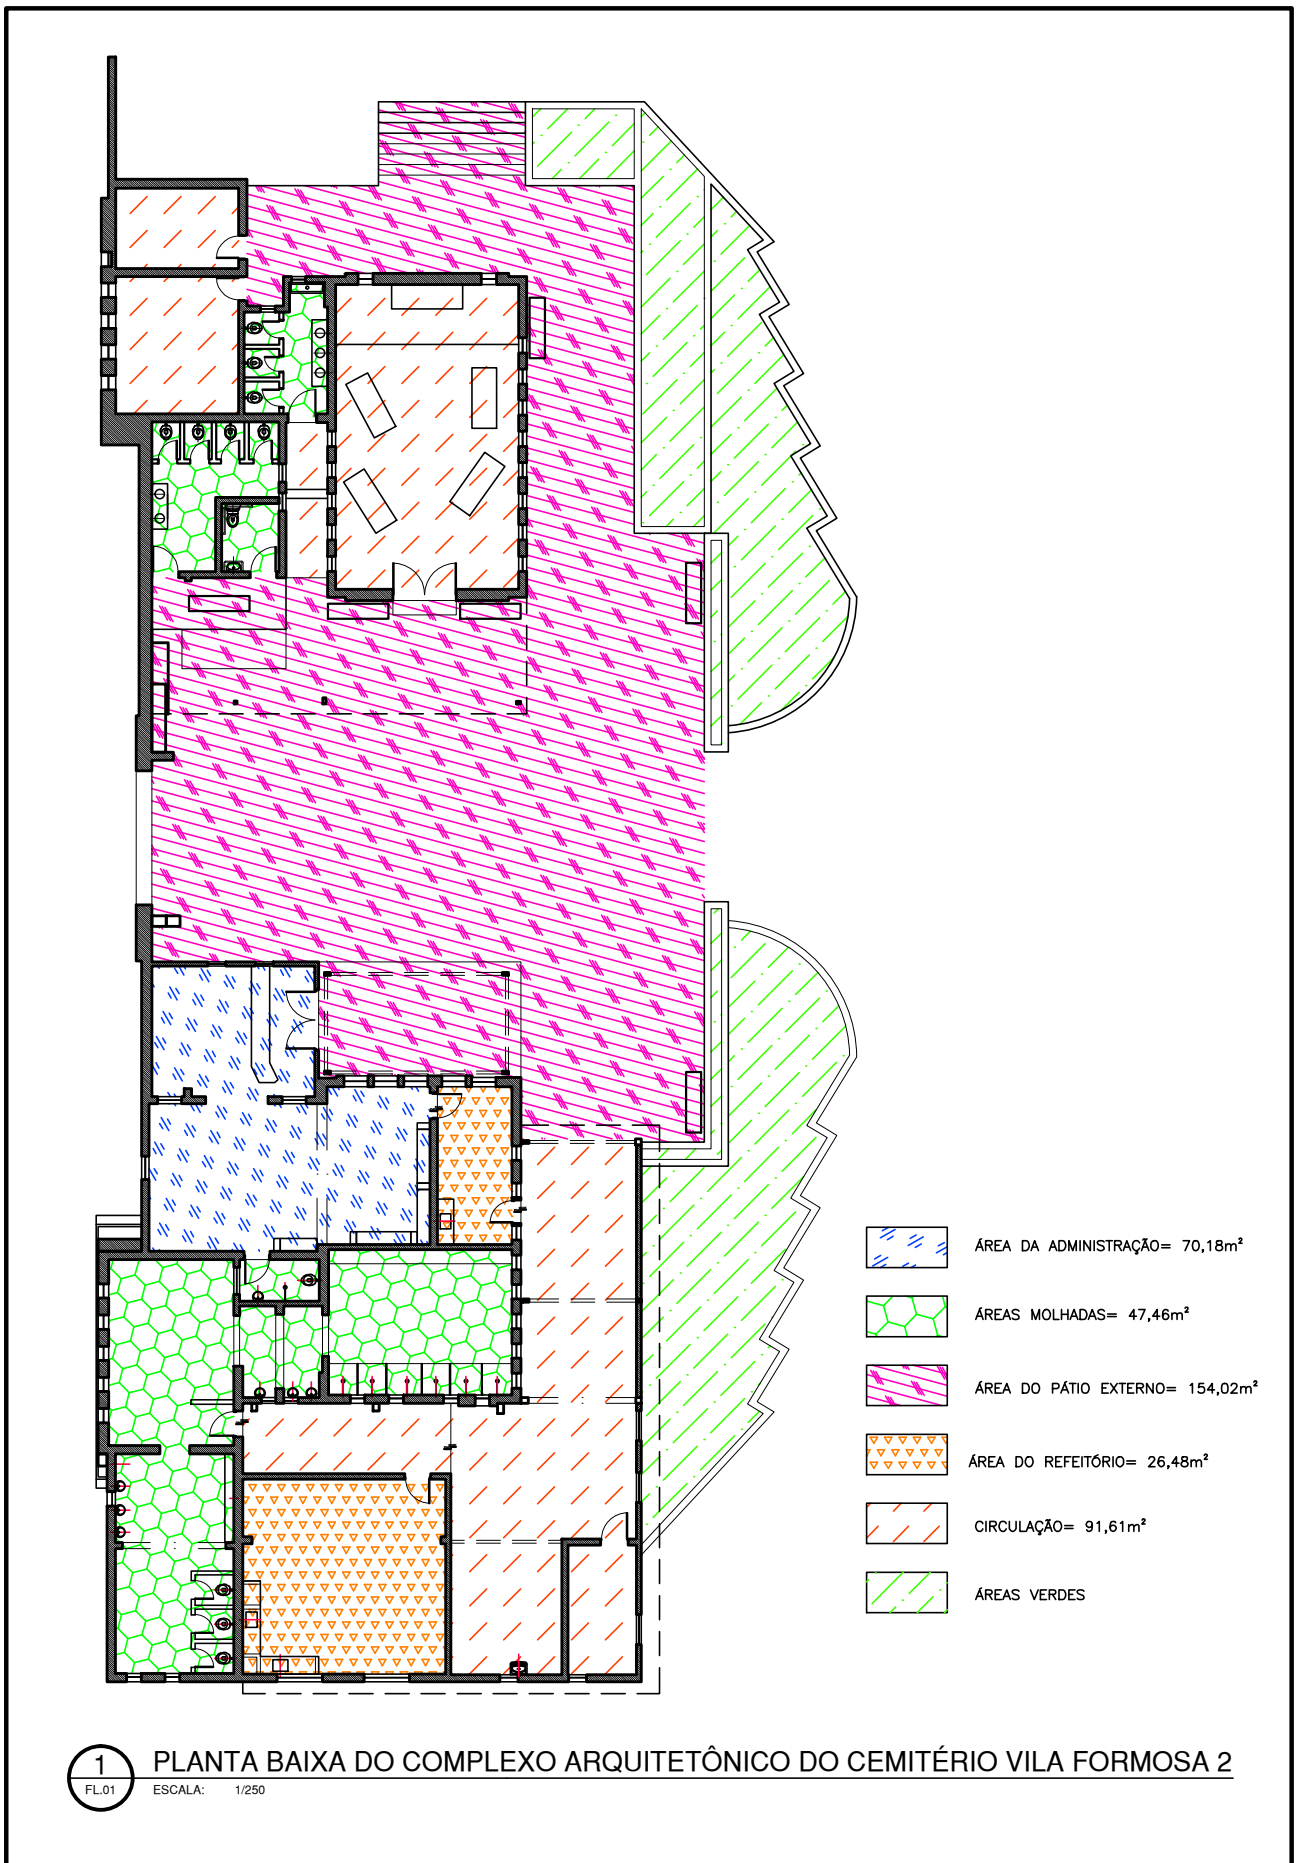 ÁREA DA ADMINISTRAÇÃO= 70,18m²
ÁREAS MOLHADAS= 47,46m²
ÁREA DO PÁTIO EXTERNO= 154,02m²
ÁREA DO REFEITÓRIO= 26,48m²
CIRCULAÇÃO= 91,61m²
ÁREAS VERDES
1 PLANTA BAIXA DO COMPLEXO ARQUITETÔNICO DO CEMITÉRIO VILA FORMOSA 2
FL.01 ESCALA: 1/250